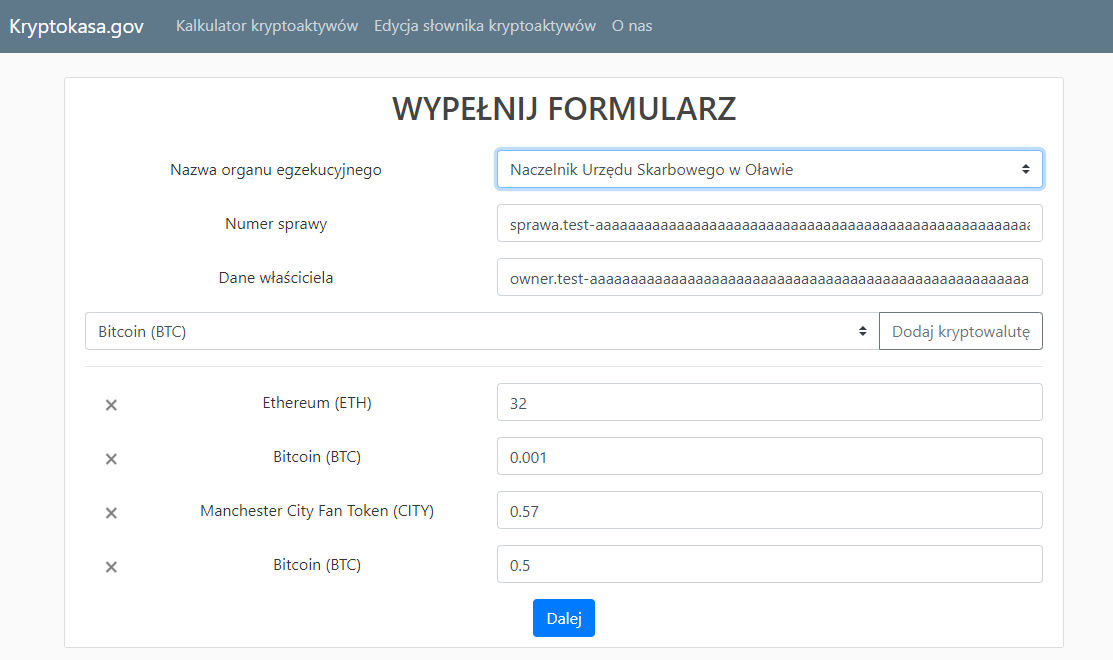 Kryptokasa.gov Kalkulator kryptoaktywów Edycja słownika kryptoaktywów O nas
WYPEŁNIJ FORMULARZ
Nazwa organu egzekucyjnego Naczelnik Urzędu Skarbowego w Oławie
Numer sprawy sprawa.test-aaaaaaaaaaaaaaaaaaaaaaaaaaaaaaaaaaaaaaaaaaaaaaaaaaaaaa
Dane właściciela owner.test-aaaaaaaaaaaaaaaaaaaaaaaaaaaaaaaaaaaaaaaaaaaaaaaaaaaaaa
Bitcoin (BTC) Dodaj kryptowalutę
× Ethereum (ETH) 32
× Bitcoin (BTC) 0.001
× Manchester City Fan Token (CITY) 0.57
× Bitcoin (BTC) 0.5
Dalej